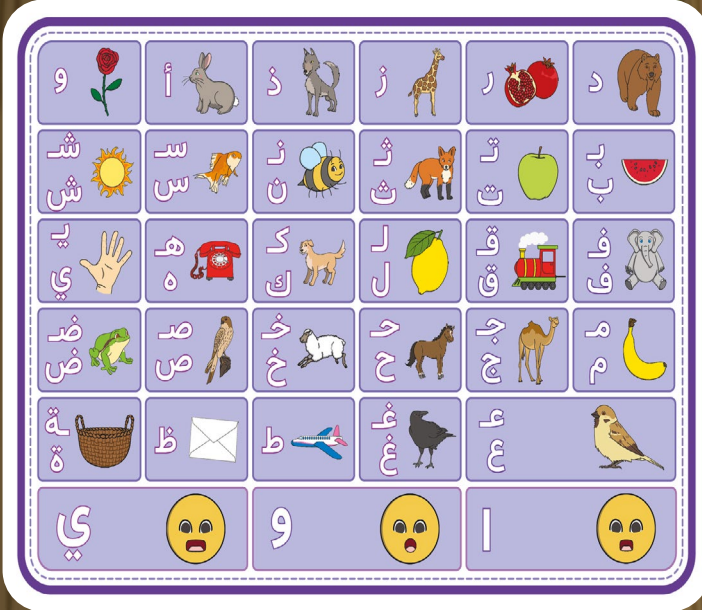 د
ر
ز
ذ
أ
و
بـ
ب
تـ
ت
ثـ
ث
نـ
ن
سـ
س
شـ
ش
فـ
ف
قـ
ق
لـ
ل
كـ
ك
هـ
ه
يـ
ي
مـ
م
جـ
ج
حـ
ح
خـ
خ
صـ
ص
ضـ
ض
عـ
ع
غـ
غ
ط
ظ
ـة
ة
ا
و
ي